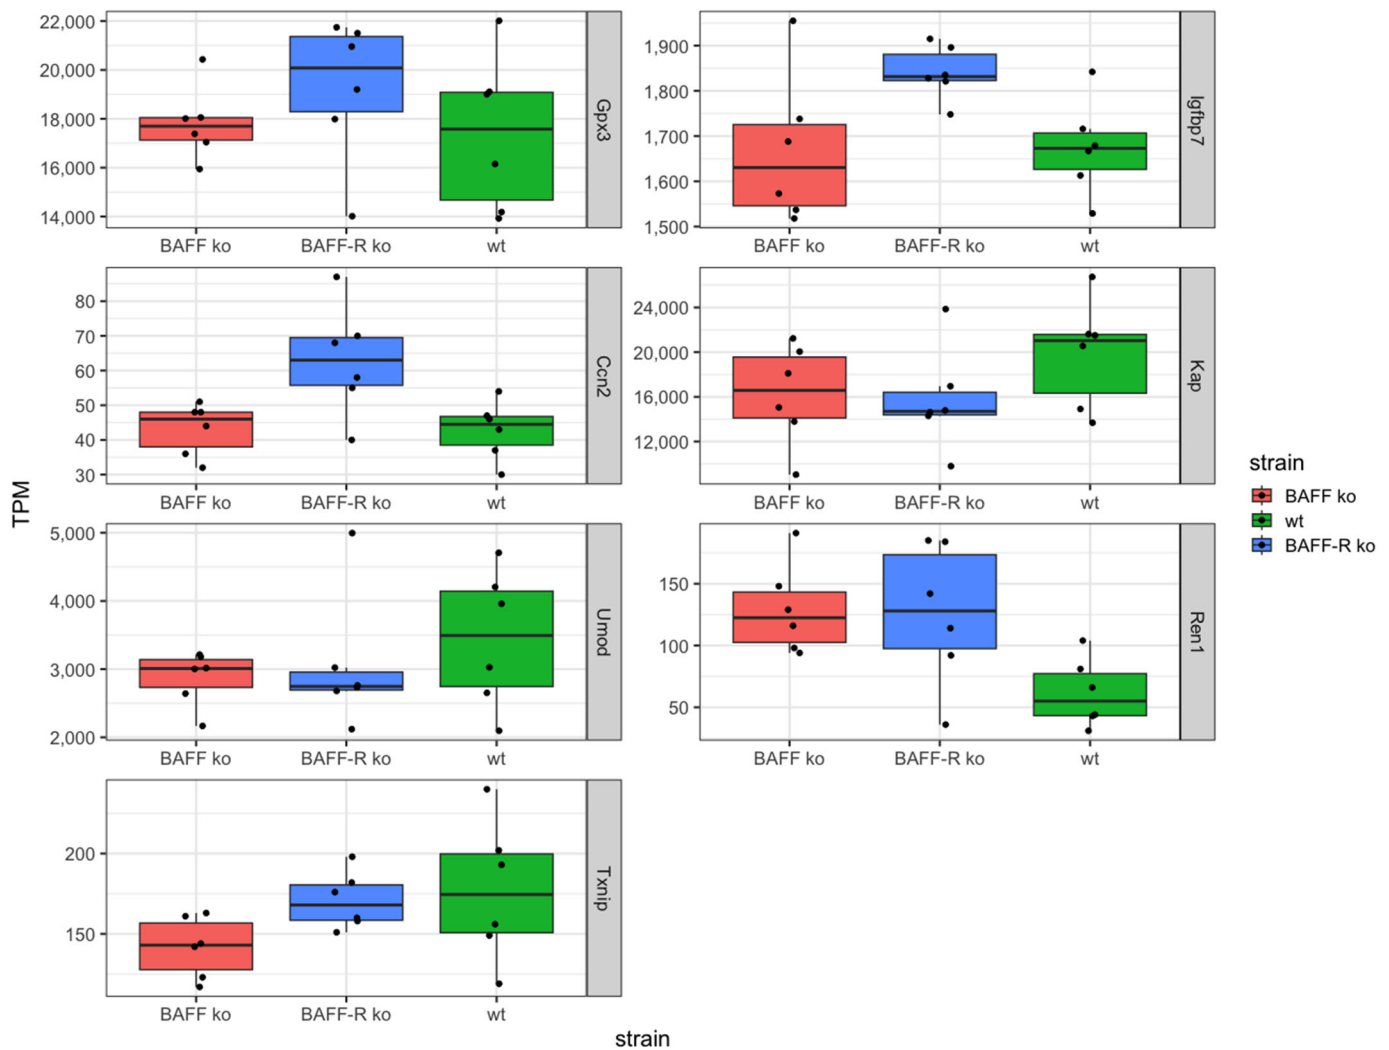 22,000
20,000
18,000
16,000
14,000
BAFF ko
BAFF-R ko
wt
Gpx3
1,900
1,800
1,700
1,600
1,500
BAFF ko
BAFF-R ko
wt
Igfbp7
80
70
60
50
40
30
BAFF ko
BAFF-R ko
wt
Ccn2
24,000
20,000
16,000
12,000
BAFF ko
BAFF-R ko
wt
Kap
5,000
4,000
3,000
2,000
BAFF ko
BAFF-R ko
wt
Umod
150
100
50
BAFF ko
BAFF-R ko
wt
Ren1
200
150
BAFF ko
BAFF-R ko
wt
Txnip
TPM
strain
strain
BAFF ko
wt
BAFF-R ko